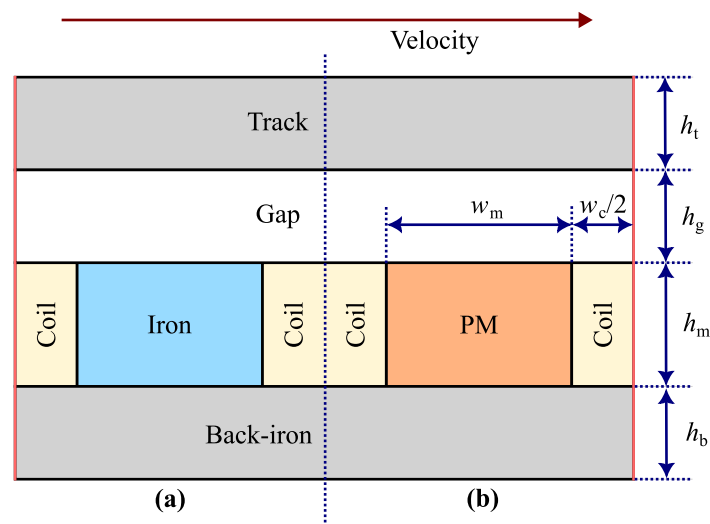 Velocity
Track
h_t
Gap
w_m
w_c/2
h_g
Coil
Iron
Coil
Coil
PM
Coil
h_m
Back-iron
h_b
(a)
(b)